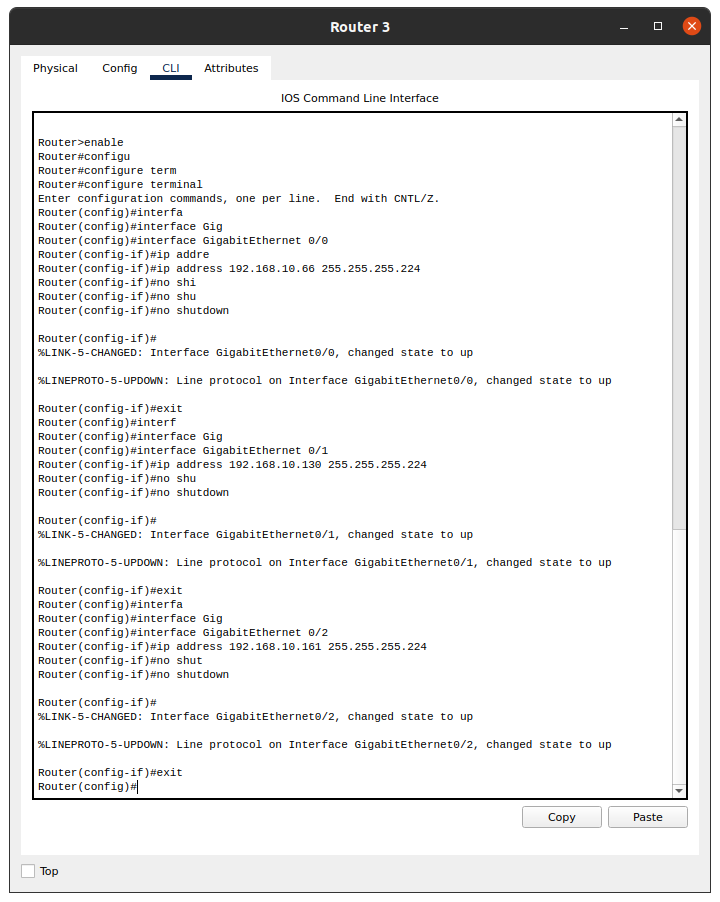 Router 3
Physical Config CLI Attributes
IOS Command Line Interface
Router>enable
Router#configu
Router#configure term
Router#configure terminal
Enter configuration commands, one per line.  End with CNTL/Z.
Router(config)#interfa
Router(config)#interface Gig
Router(config)#interface GigabitEthernet 0/0
Router(config-if)#ip addre
Router(config-if)#ip address 192.168.10.66 255.255.255.224
Router(config-if)#no shi
Router(config-if)#no shu
Router(config-if)#no shutdown
Router(config-if)#
%LINK-5-CHANGED: Interface GigabitEthernet0/0, changed state to up
%LINEPROTO-5-UPDOWN: Line protocol on Interface GigabitEthernet0/0, changed state to up
Router(config-if)#exit
Router(config)#interf
Router(config)#interface Gig
Router(config)#interface GigabitEthernet 0/1
Router(config-if)#ip address 192.168.10.130 255.255.255.224
Router(config-if)#no shu
Router(config-if)#no shutdown
Router(config-if)#
%LINK-5-CHANGED: Interface GigabitEthernet0/1, changed state to up
%LINEPROTO-5-UPDOWN: Line protocol on Interface GigabitEthernet0/1, changed state to up
Router(config-if)#exit
Router(config)#interfa
Router(config)#interface Gig
Router(config)#interface GigabitEthernet 0/2
Router(config-if)#ip address 192.168.10.161 255.255.255.224
Router(config-if)#no shut
Router(config-if)#no shutdown
Router(config-if)#
%LINK-5-CHANGED: Interface GigabitEthernet0/2, changed state to up
%LINEPROTO-5-UPDOWN: Line protocol on Interface GigabitEthernet0/2, changed state to up
Router(config-if)#exit
Router(config)#
Copy Paste
Top